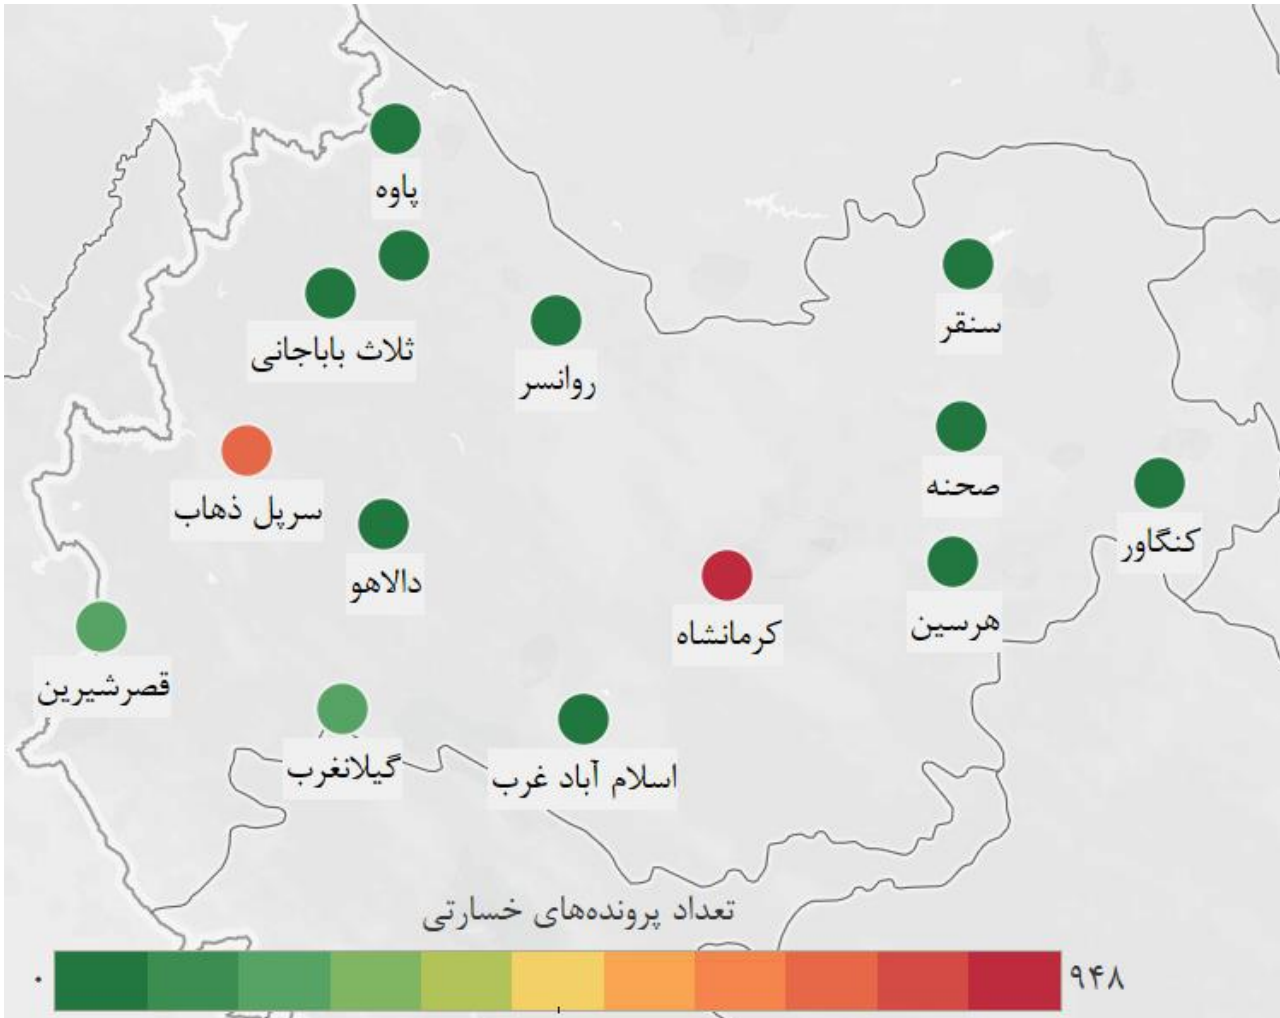 پاوه
ثلاث باباجانی
روانسر
سنقر
سرپل ذهاب
دالاهو
صحنه
کنگاور
کرمانشاه
هرسین
قصرشیرین
گیلانغرب
اسلام آباد غرب
تعداد پرونده‌های خسارتی
۰
۹۴۸